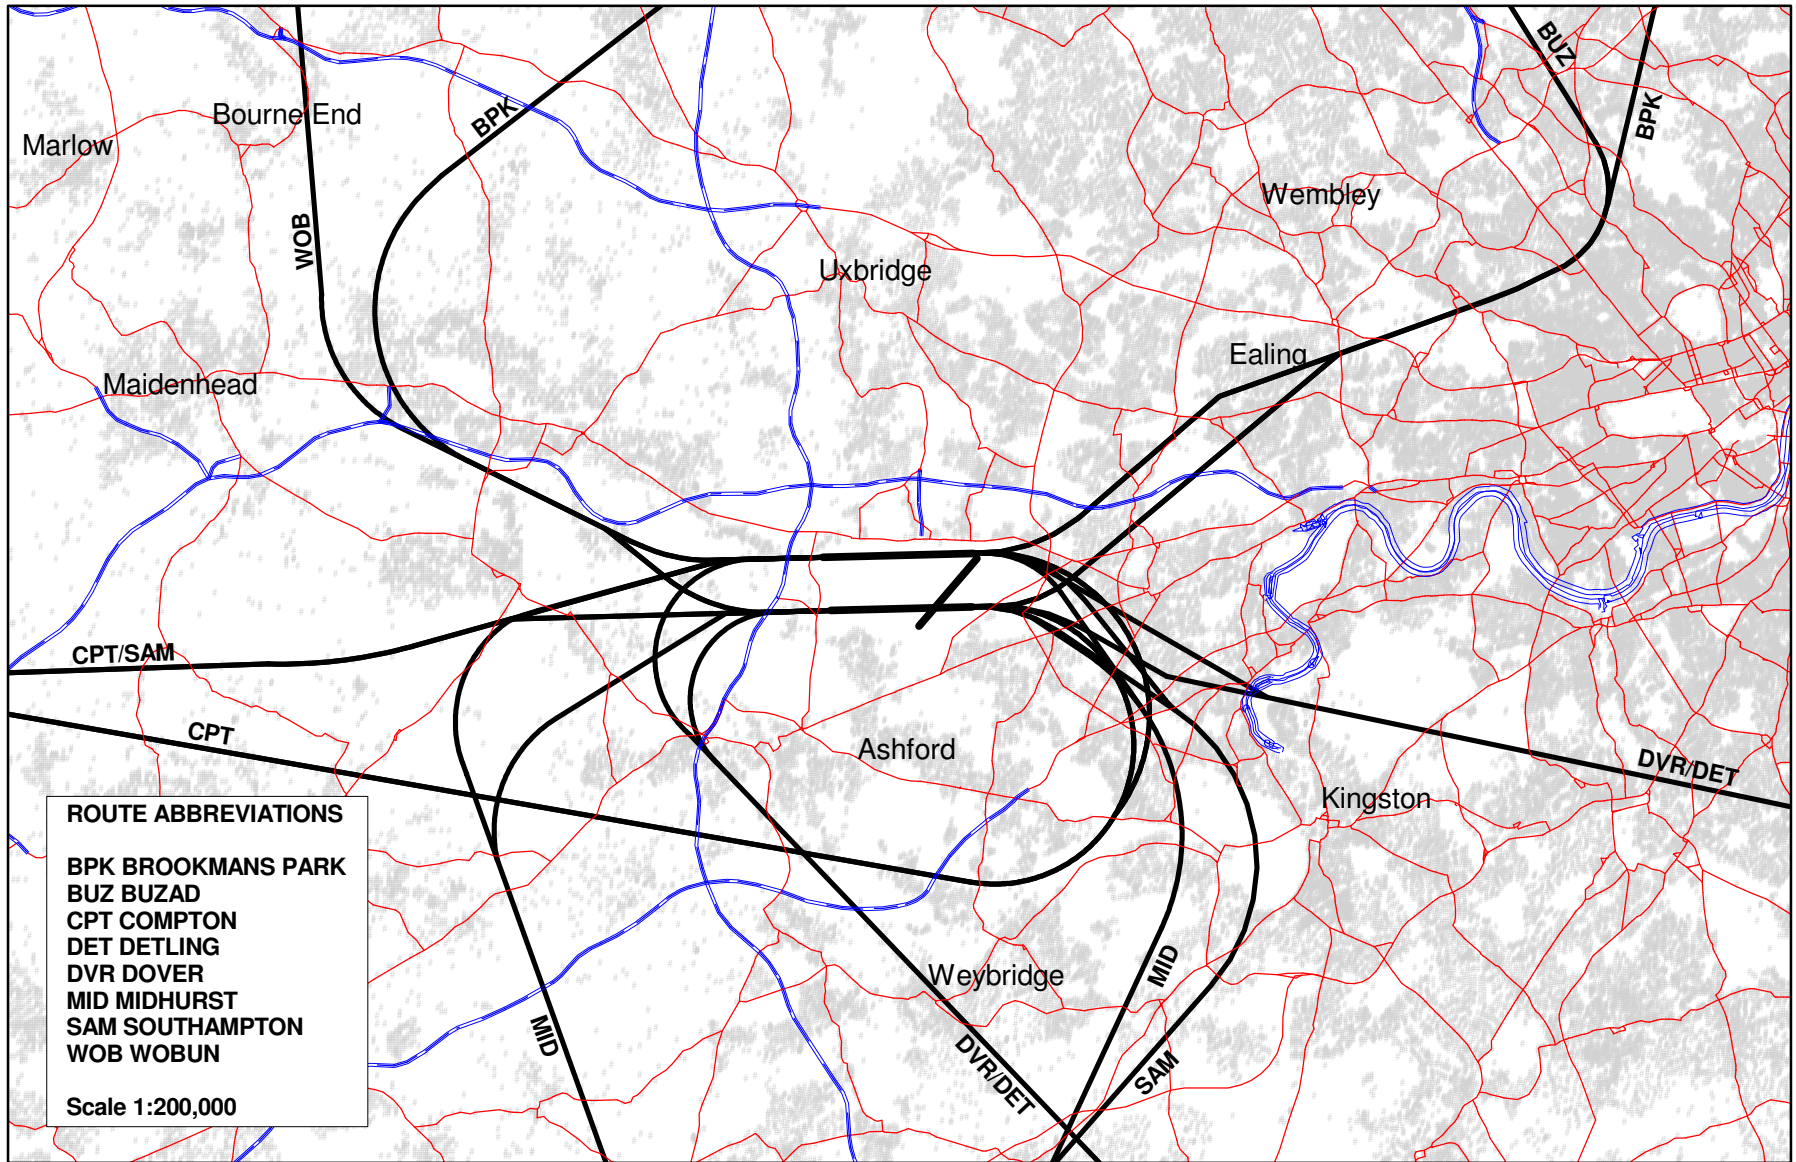 BUZ
BPK
BPK
Bourne End
Marlow
Wembley
WOB
Uxbridge
Ealing
Maidenhead
CPT/SAM
CPT
Ashford
DVR/DET
Kingston
ROUTE ABBREVIATIONS
BPK BROOKMANS PARK
BUZ BUZAD
CPT COMPTON
DET DETLING
DVR DOVER
MID MIDHURST
SAM SOUTHAMPTON
WOB WOBUN
Scale 1:200,000
Weybridge
MID
MID
DVR/DET
SAM